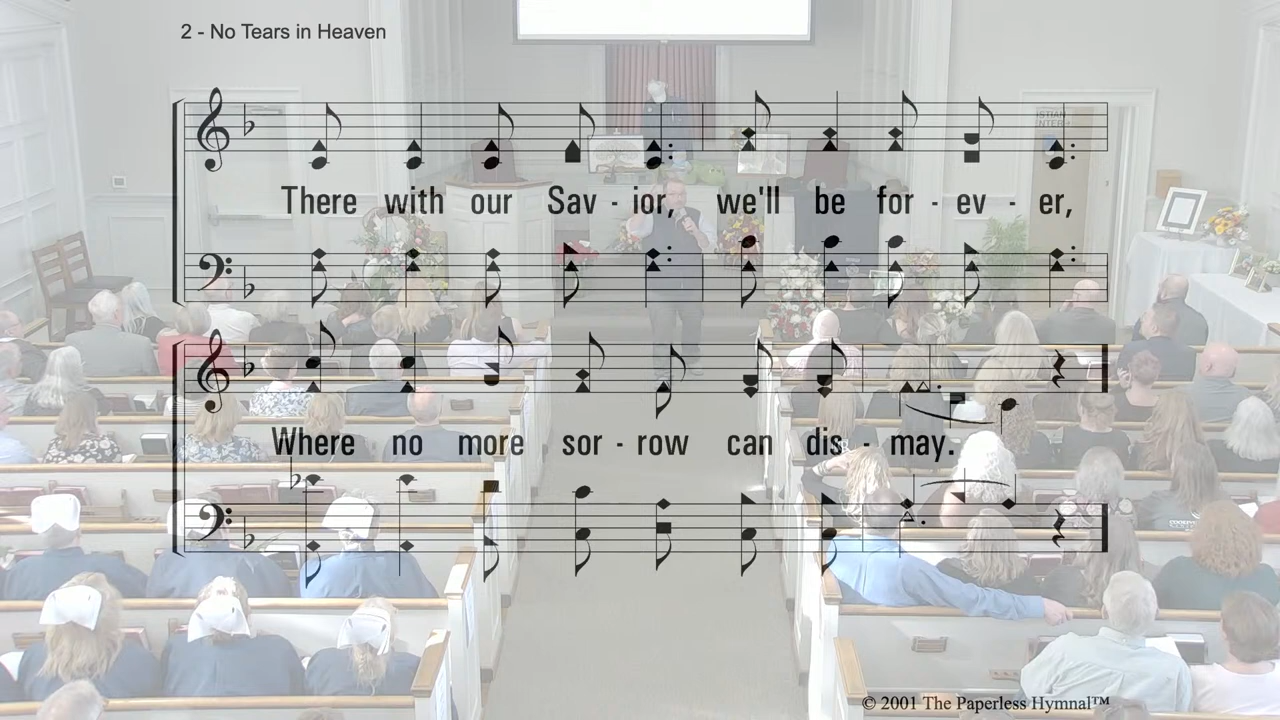 2 - No Tears in Heaven
There with our Sav - ior, we'll be for - ev - er,
Where no more sor - row can dis - may.
© 2001 The Paperless Hymnal™